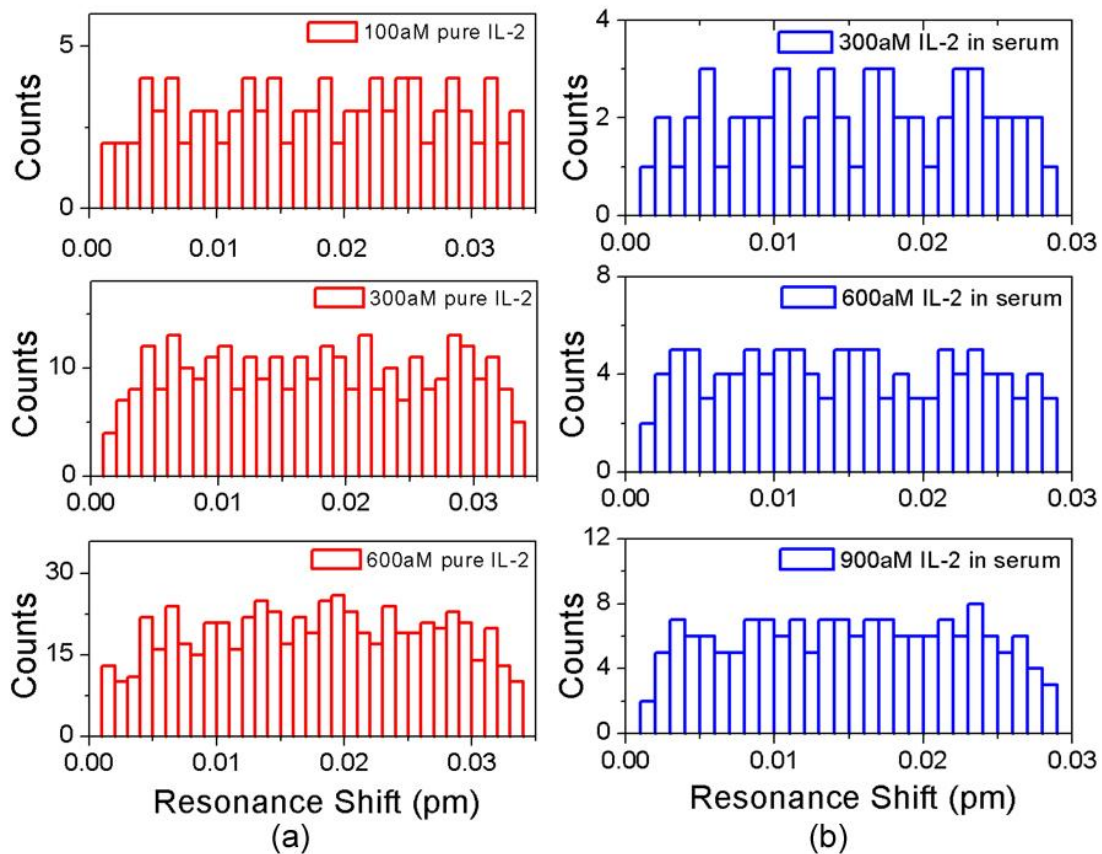 5
0
Counts
100aM pure IL-2
0.00 0.01 0.02 0.03
10
0
Counts
300aM pure IL-2
0.00 0.01 0.02 0.03
30
15
0
Counts
600aM pure IL-2
0.00 0.01 0.02 0.03
Resonance Shift (pm)
(a)
4
2
0
Counts
300aM IL-2 in serum
0.00 0.01 0.02 0.03
8
4
0
Counts
600aM IL-2 in serum
0.00 0.01 0.02 0.03
12
8
4
0
Counts
900aM IL-2 in serum
0.00 0.01 0.02 0.03
Resonance Shift (pm)
(b)